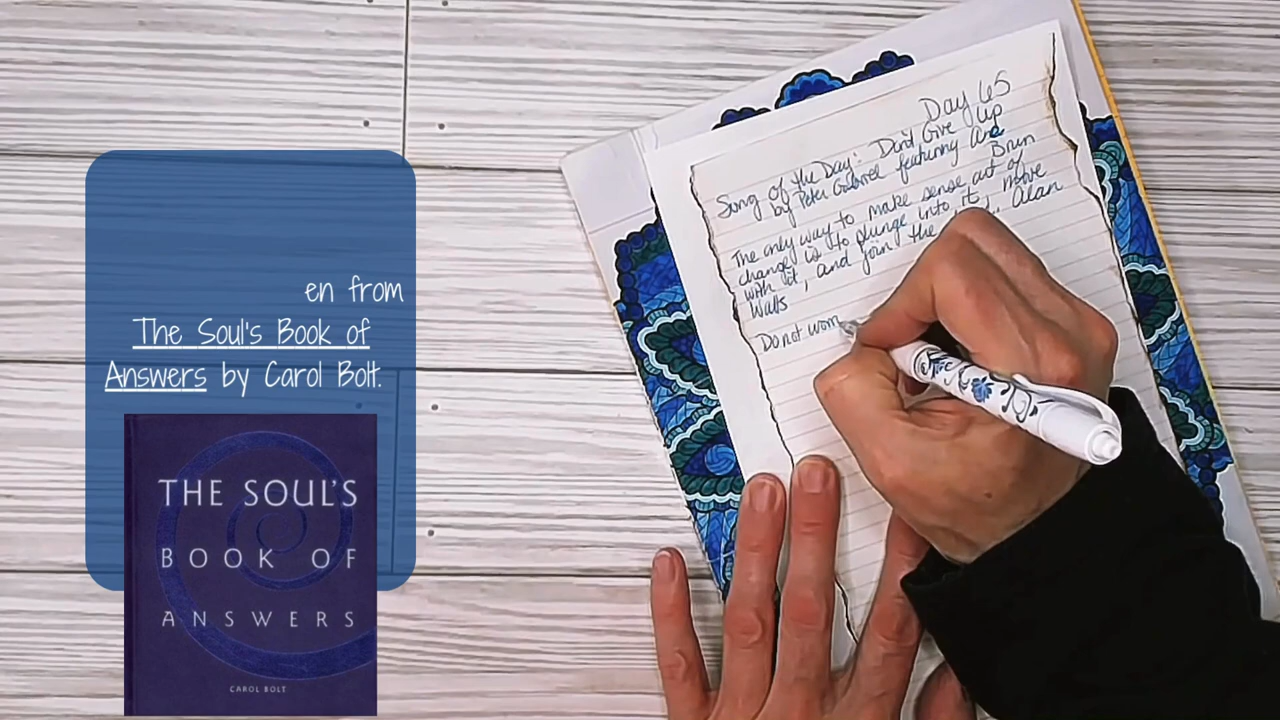 en from
The Soul's Book of
Answers by Carol Bolt.
THE SOUL'S
BOOK OF
ANSWERS
CAROL BOLT
Day 65
Song of the Day: Don't Give Up
by Peter Gabriel featuring
The only way to make sense out of
change is to plunge into it, move
with it, and join the Alan
Watts
Do not worr